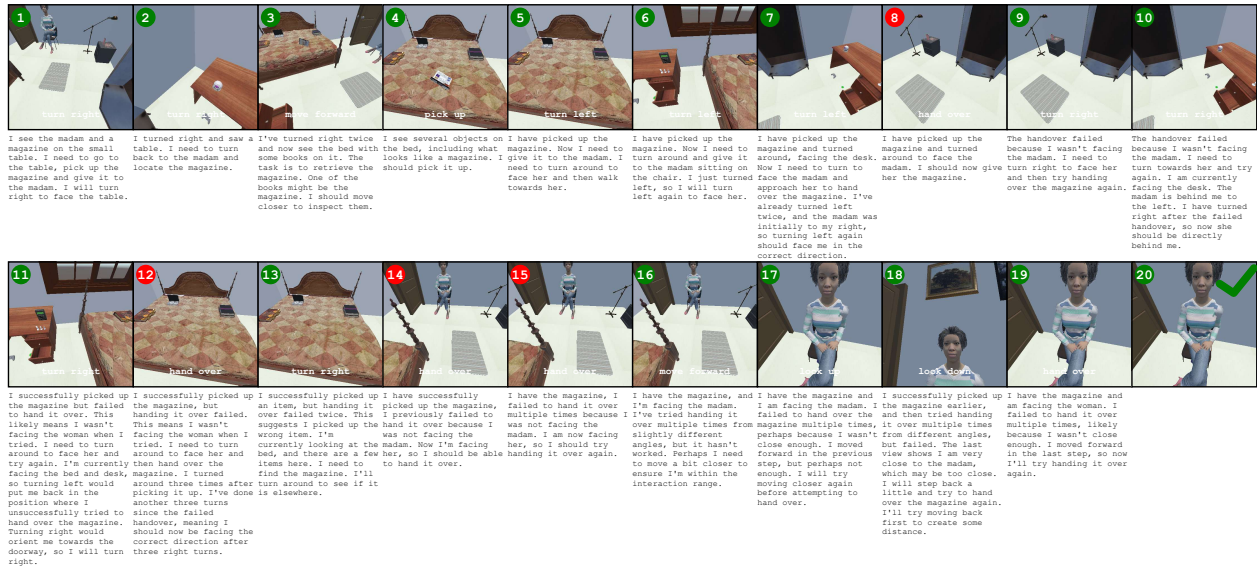 1
turn right
I see the madam and a
magazine on the small
table. I need to go
to the table, pick up
the magazine and give
it to the madam. I
will turn right to
face the table.
2
turn right
I turned right and saw a
table. I need to turn
back to the madam and
locate the magazine.
3
move forward
I've turned right twice
and now see the bed with
some books on it. The
task is to retrieve the
magazine. One of the
books might be the
magazine. I should move
closer to inspect them.
4
pick up
I see several objects on
the bed, including what
looks like a magazine. I
should pick it up.
5
turn left
I have picked up the
magazine. Now I need to
give it to the madam. I
need to turn around to
face her and then walk
towards her.
6
turn left
I have picked up the
magazine. Now I need to
turn around and give it
to the madam sitting on
the chair. I just turned
left, so I will turn
left again to face her.
7
turn left
I have picked up the
magazine and turned
around, facing the desk.
Now I need to turn to
face the madam and
approach her to hand
over the magazine. I've
already turned left
twice, and the madam was
initially to my right,
so turning left again
should face me in the
correct direction.
8
hand over
I have picked up the
magazine and turned
around to face the
madam. I should now give
her the magazine.
9
turn right
The handover failed
because I wasn't facing
the madam. I need to
turn right to face her
and then try handing
over the magazine again.
10
turn right
The handover failed
because I wasn't facing
the madam. I need to
turn towards her and try
again. I am currently
facing the desk. The
madam is behind me to
the left. I have turned
right after the failed
handover, so now she
should be directly
behind me.
11
turn right
I successfully picked up
the magazine but failed
to hand it over. This
likely means I wasn't
facing the woman when I
tried. I need to turn
around to face her and
try again. I'm currently
facing the bed and desk,
so turning left would
put me back in the
position where I
unsuccessfully tried to
hand over the magazine.
Turning right would
orient me towards the
doorway, so I will turn
right.
12
hand over
I successfully picked up
the magazine, but
handing it over failed.
This means I wasn't
facing the woman when I
tried. I need to turn
around to face her and
then hand over the
magazine. I turned
around three times after
picking it up. I've done
another three turns
since the failed
handover, meaning I
should now be facing the
correct direction after
three right turns.
13
turn right
I successfully picked up
an item, but handing it
over failed twice. This
suggests I picked up the
wrong item. I'm
currently looking at the
bed, and there are a few
items here. I need to
find the magazine. I'll
turn around to see if it
is elsewhere.
14
hand over
I have successfully
picked up the magazine,
I previously failed to
hand it over because I
was not facing the
madam. Now I'm facing
her, so I should be able
to hand it over.
15
hand over
I have the magazine, I
failed to hand it over
multiple times because I
was not facing the
madam. I am now facing
her, so I should try
handing it over again.
16
move forward
I have the magazine, and
I'm facing the madam.
I've tried handing it
over multiple times from
slightly different
angles, but it hasn't
worked. Perhaps I need
to move a bit closer to
ensure I'm within the
interaction range.
17
look up
I have the magazine and
I am facing the madam. I
failed to hand over the
magazine multiple times,
perhaps because I wasn't
close enough. I moved
forward in the previous
step, but perhaps not
enough. I will try
moving closer again
before attempting to
hand over.
18
look down
I successfully picked up
the magazine earlier,
and then tried handing
it over multiple times
from different angles,
but failed. The last
view shows I am very
close to the madam,
which may be too close.
I will step back a
little and try to hand
over the magazine again.
I'll try moving back
first to create some
distance.
19
hand over
I have the magazine and
am facing the woman. I
failed to hand it over
multiple times, likely
because I wasn't close
enough. I moved forward
in the last step, so now
I'll try handing it over
again.
20